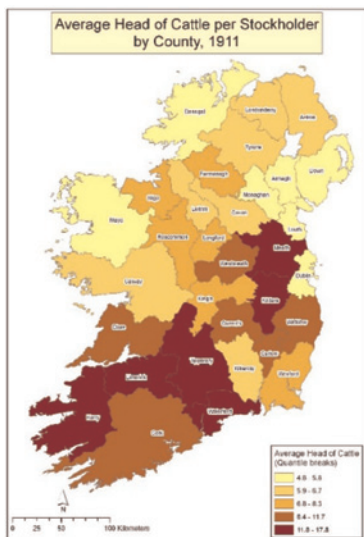 Average Head of Cattle per Stockholder
by County, 1911
Donegal
Londonderry
Antrim
Tyrone
Down
Fermanagh
Armagh
Monaghan
Sligo
Leitrim
Cavan
Louth
Mayo
Roscommon
Longford
Meath
Westmeath
Dublin
Galway
Kildare
King's
Queen's
Wicklow
Clare
Carlow
Tipperary
Kilkenny
Wexford
Limerick
Waterford
Kerry
Cork
N
0 25 50 100 Kilometers
Average Head of Cattle
(Quantile breaks)
4.0 - 5.8
5.9 - 6.7
6.8 - 8.3
8.4 - 11.7
11.8 - 17.8